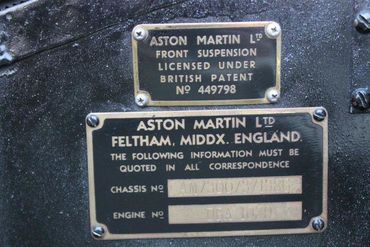 ASTON MARTIN LTD
FRONT SUSPENSION
LICENSED UNDER
BRITISH PATENT
No 449798
ASTON MARTIN LTD
FELTHAM, MIDDX. ENGLAND
THE FOLLOWING INFORMATION MUST BE
QUOTED IN ALL CORRESPONDENCE
CHASSIS No
ENGINE No